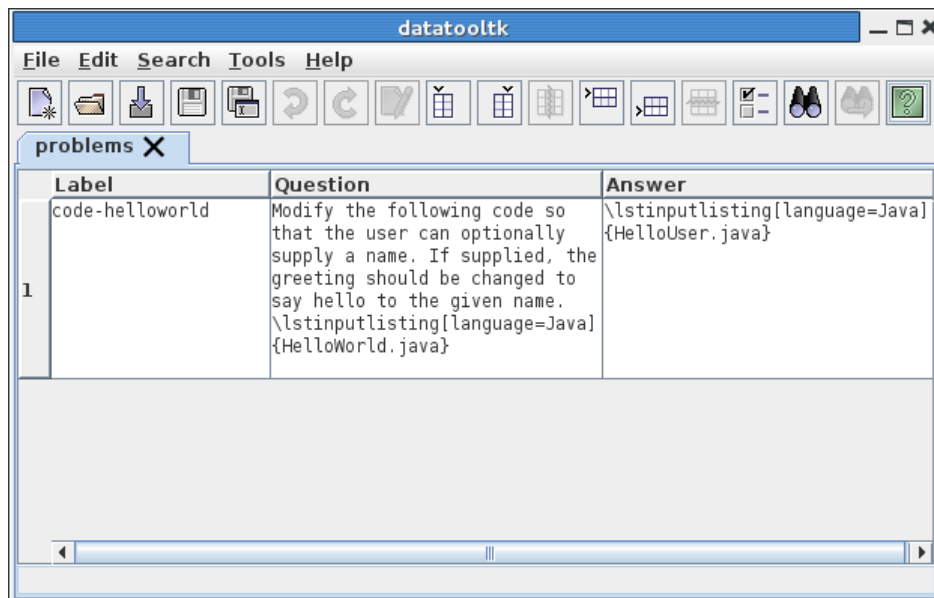 datatooltk
File Edit Search Tools Help
problems
Label Question Answer
1
code-helloworld
Modify the following code so
that the user can optionally
supply a name. If supplied, the
greeting should be changed to
say hello to the given name.
\lstinputlisting[language=Java]
{HelloWorld.java}
\lstinputlisting[language=Java]
{HelloUser.java}